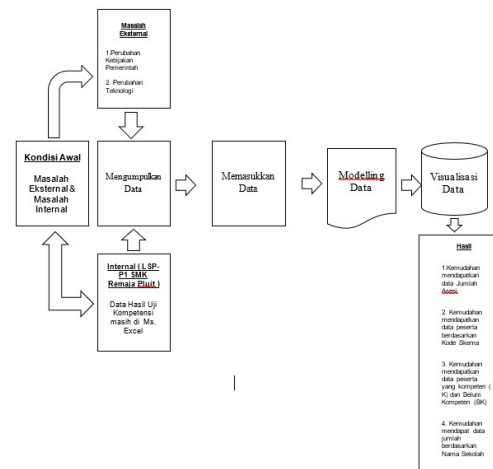 Masalah
Eksternal
1.Perubahan
Kebijakan
Pemerintah
2. Perubahan
Teknologi
Kondisi Awal
Masalah
Eksternal &
Masalah
Internal
Mengumpulkan
Data
Memasukkan
Data
Modelling
Data
Visualisasi
Data
Internal ( LSP-
P1 SMK
Remaja Pluit )
Data Hasil Uji
Kompetensi
masih di Ms.
Excel
Hasil
1.Kemudahan
mendapatkan
data Jumlah
Asesi
2. Kemudahan
mendapatkan
data peserta
berdasarkan
Kode Skema
3. Kemudahan
mendapatkan
data peserta
yang kompeten (
K) dan Belum
Kompeten (BK)
4. Kemudahan
mendapat data
jumlah
berdasarkan
Nama Sekolah